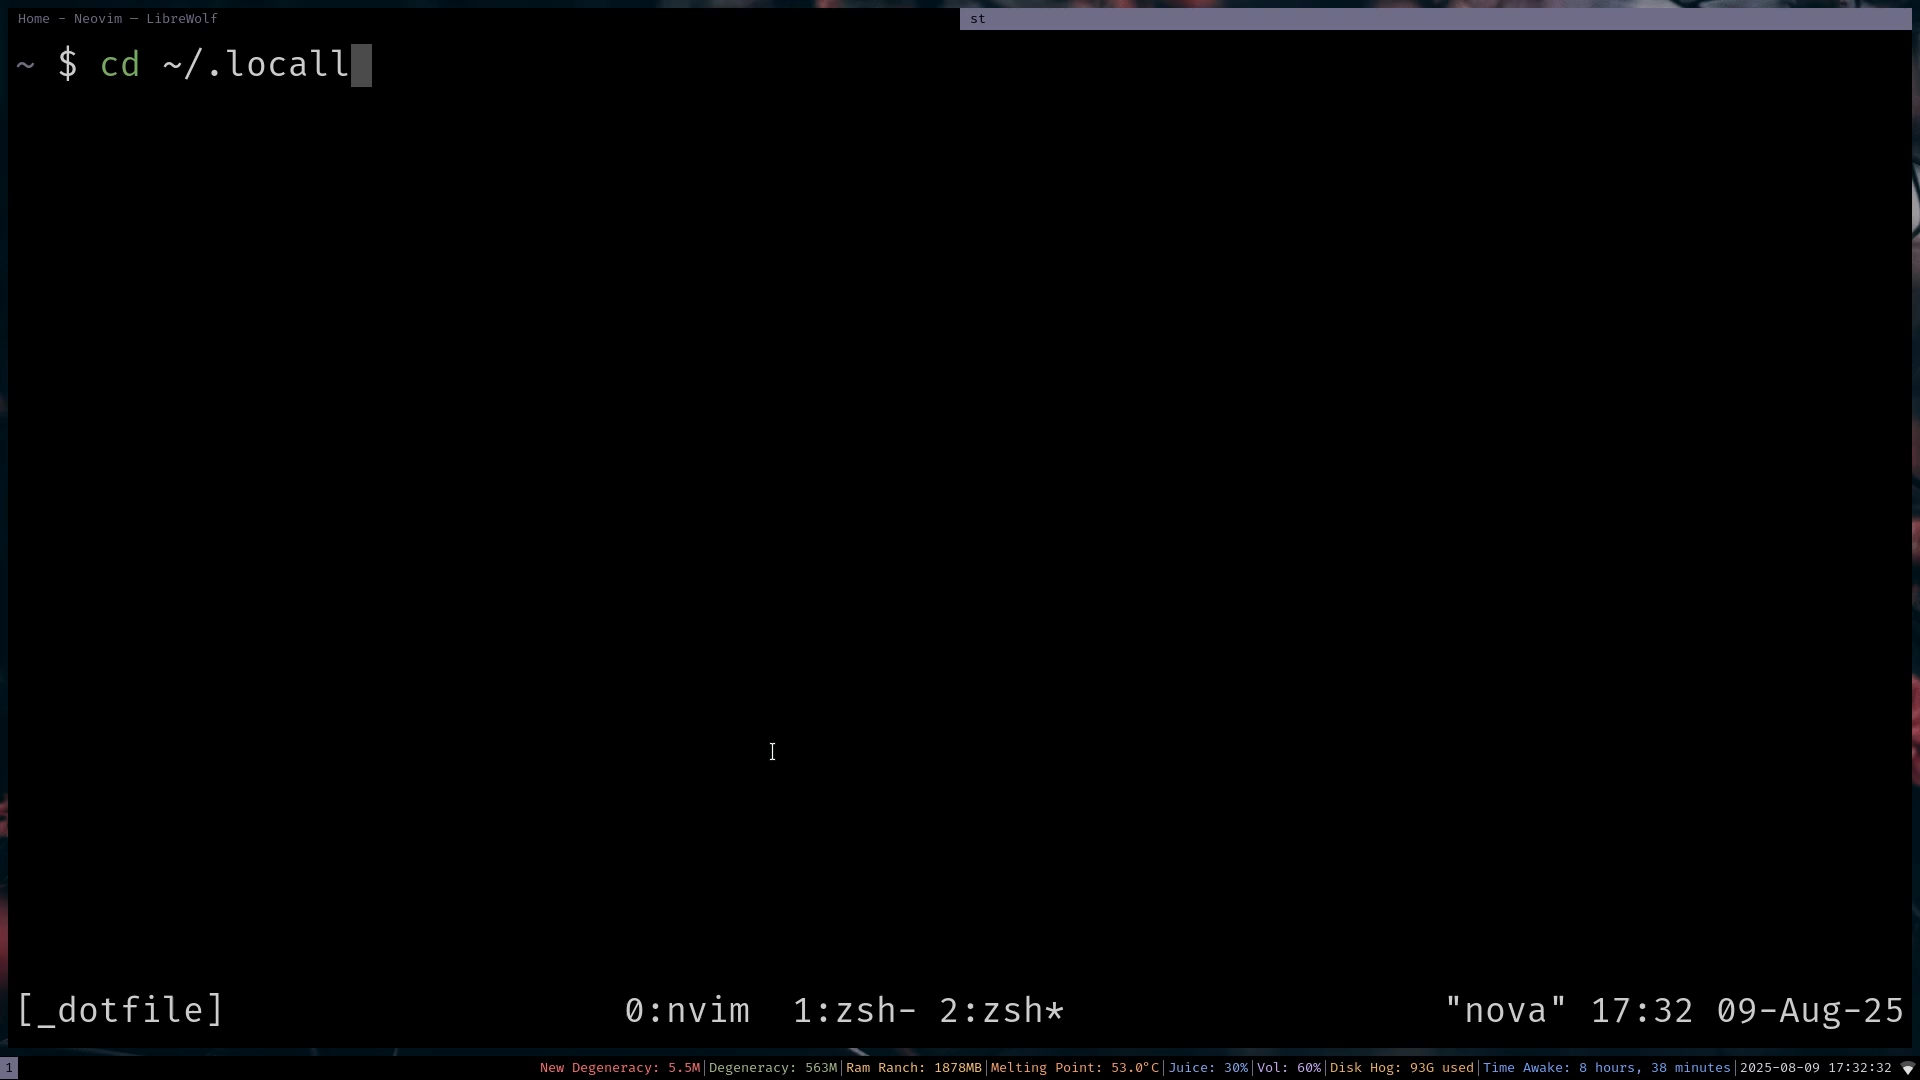 Home - Neovim — LibreWolf
st
~ $ cd ~/.locall
[_dotfile] 0:nvim 1:zsh- 2:zsh* "nova" 17:32 09-Aug-25
1 New Degeneracy: 5.5M|Degeneracy: 563M|Ram Ranch: 1878MB|Melting Point: 53.0°C|Juice: 30%|Vol: 60%|Disk Hog: 93G used|Time Awake: 8 hours, 38 minutes|2025-08-09 17:32:32